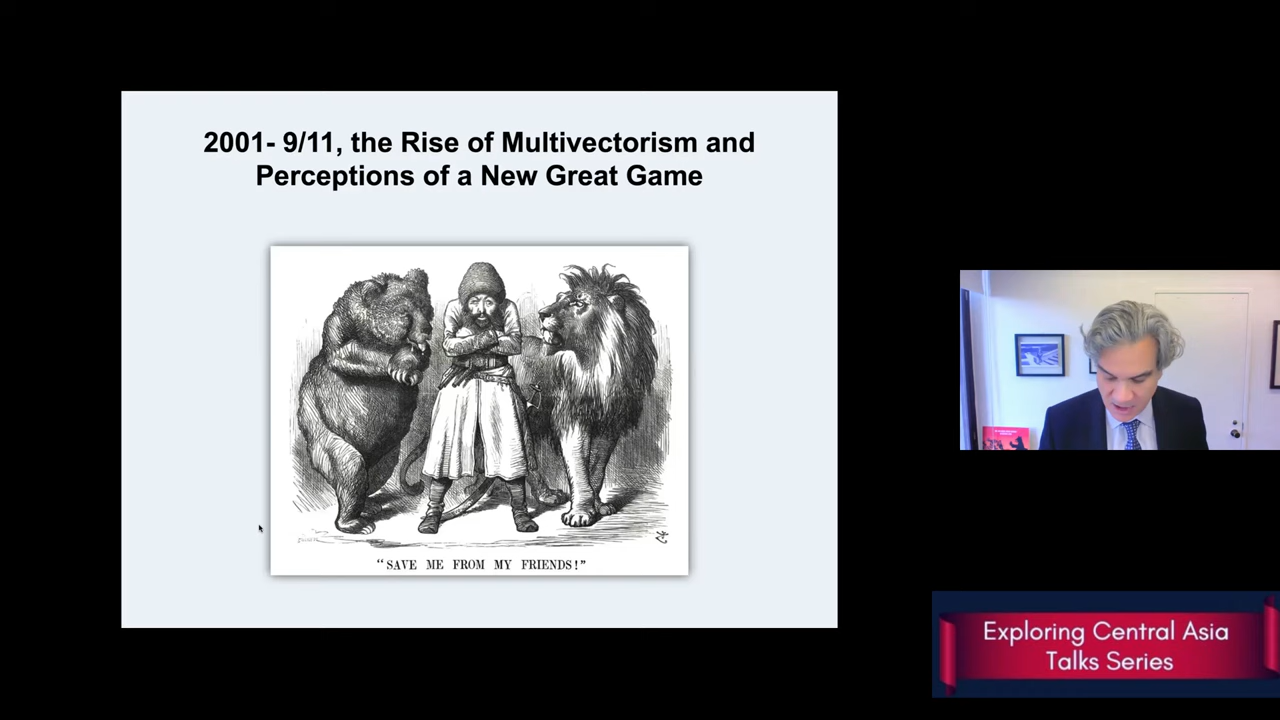 2001- 9/11, the Rise of Multivectorism and
Perceptions of a New Great Game
“SAVE ME FROM MY FRIENDS!”
Exploring Central Asia
Talks Series